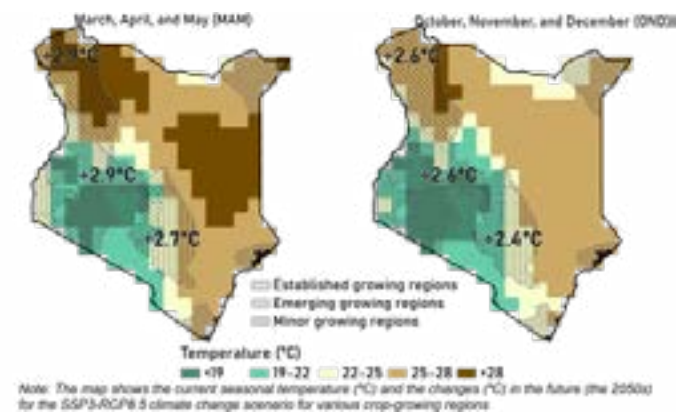 March, April, and May (MAM)
October, November, and December (OND)
+2.9°C
+2.6°C
+2.9°C
+2.6°C
+2.7°C
+2.4°C
Established growing regions
Emerging growing regions
Minor growing regions
Temperature (°C)
<19 19-22 22-25 25-28 >28
Note: The map shows the current seasonal temperature (°C) and the changes (°C) in the future (the 2050s)
for the SSP3-RCP8.5 climate change scenario for various crop-growing regions